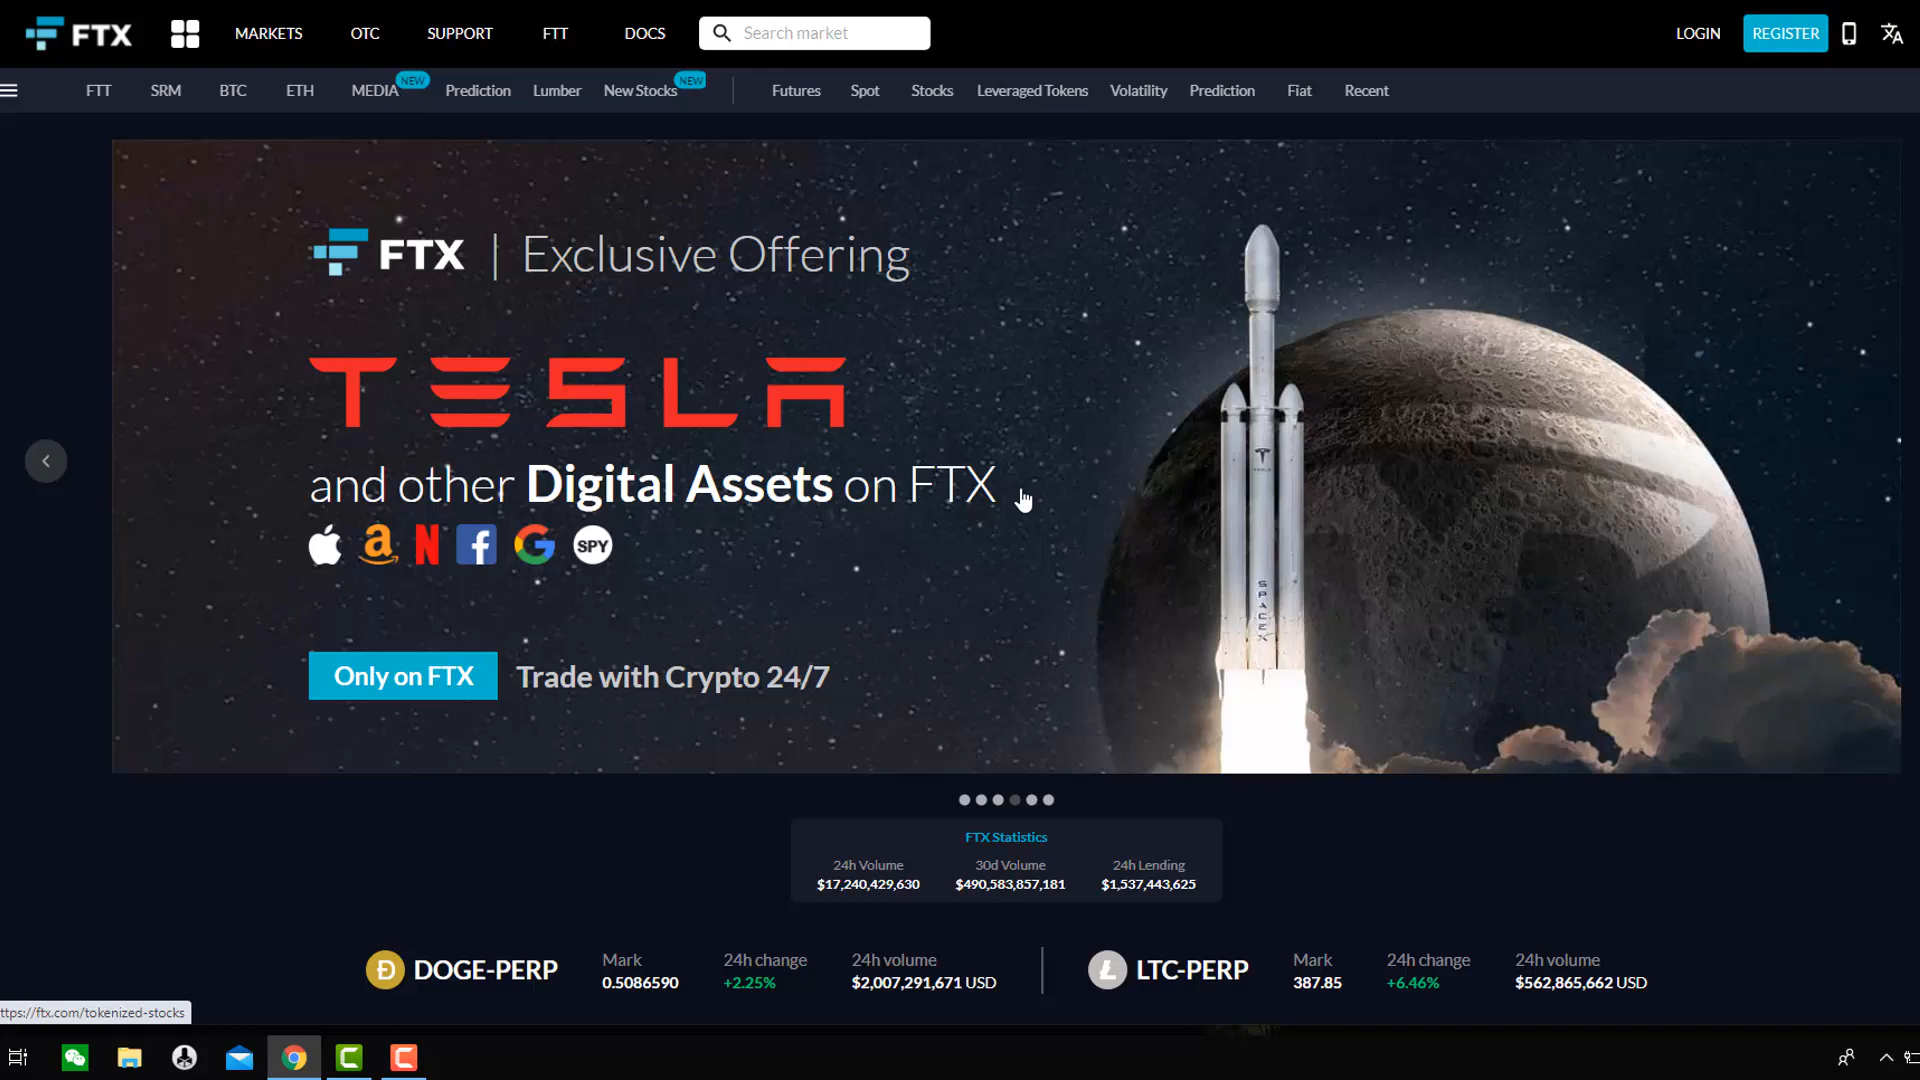 FTX MARKETS OTC SUPPORT FTT DOCS Search market LOGIN REGISTER
FTT SRM BTC ETH MEDIA NEW Prediction Lumber New Stocks NEW Futures Spot Stocks Leveraged Tokens Volatility Prediction Fiat Recent
FTX | Exclusive Offering
TESLA
and other Digital Assets on FTX
a N f G SPY
Only on FTX Trade with Crypto 24/7
TESLA
SPACEX
FTX Statistics
24h Volume 30d Volume 24h Lending
$17,240,429,630 $490,583,857,181 $1,537,443,625
DOGE-PERP Mark 24h change 24h volume LTC-PERP Mark 24h change 24h volume
0.5086590 +2.25% $2,007,291,671 USD 387.85 +6.46% $562,865,662 USD
ttps://ftx.com/tokenized-stocks